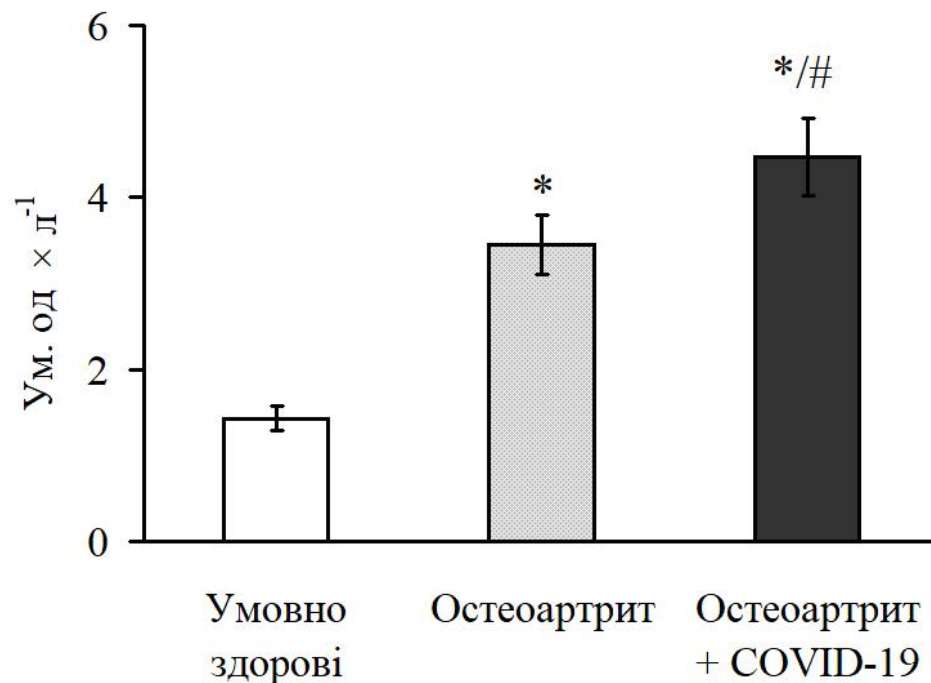 6
4
2
0
Ум. од × л⁻¹
*
*/#
Умовно
здорові
Остеоартрит
Остеоартрит
+ COVID-19